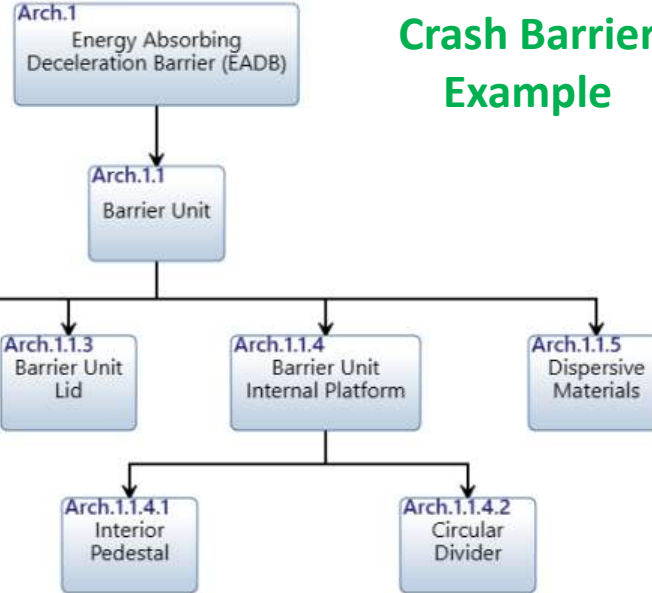 Arch.1
Energy Absorbing
Deceleration Barrier (EADB)
Crash Barrier
Example
Arch.1.1
Barrier Unit
Arch.1.1.3
Barrier Unit
Lid
Arch.1.1.4
Barrier Unit
Internal Platform
Arch.1.1.5
Dispersive
Materials
Arch.1.1.4.1
Interior
Pedestal
Arch.1.1.4.2
Circular
Divider